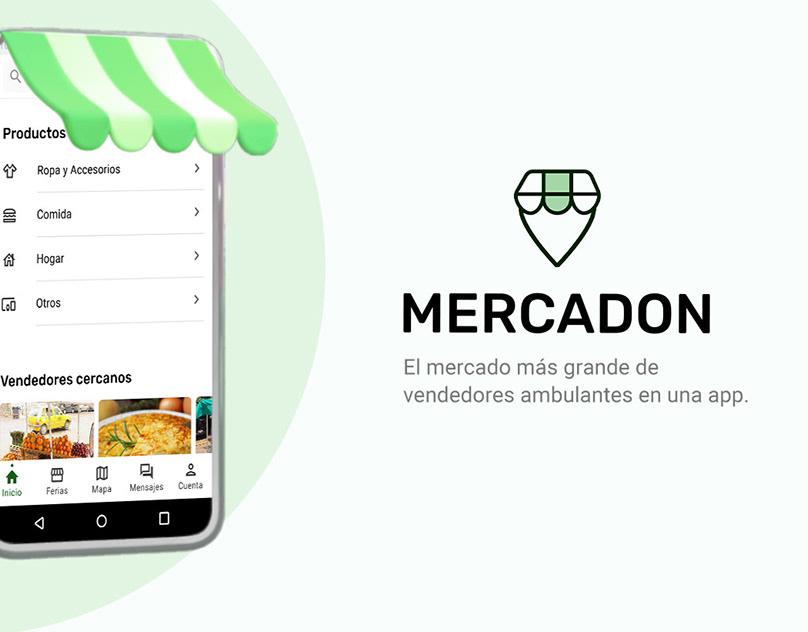 Productos
Ropa y Accesorios
Comida
Hogar
Otros
Vendedores cercanos
Inicio
Ferias
Mapa
Mensajes
Cuenta
MERCADON
El mercado más grande de
vendedores ambulantes en una app.